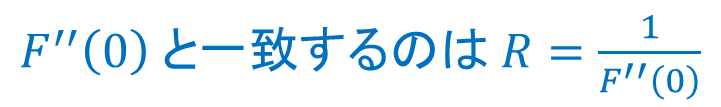 F′′(0) と一致するのは R = 1/F′′(0)